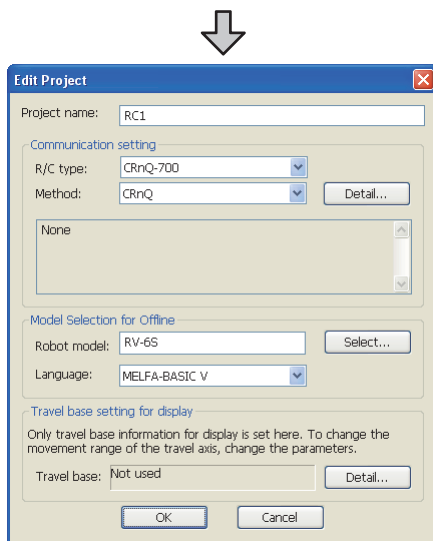 Edit Project
Project name: RC1
Communication setting
R/C type: CRnQ-700
Method: CRnQ Detail...
None
Model Selection for Offline
Robot model: RV-6S Select...
Language: MELFA-BASIC V
Travel base setting for display
Only travel base information for display is set here. To change the
movement range of the travel axis, change the parameters.
Travel base: Not used Detail...
OK Cancel